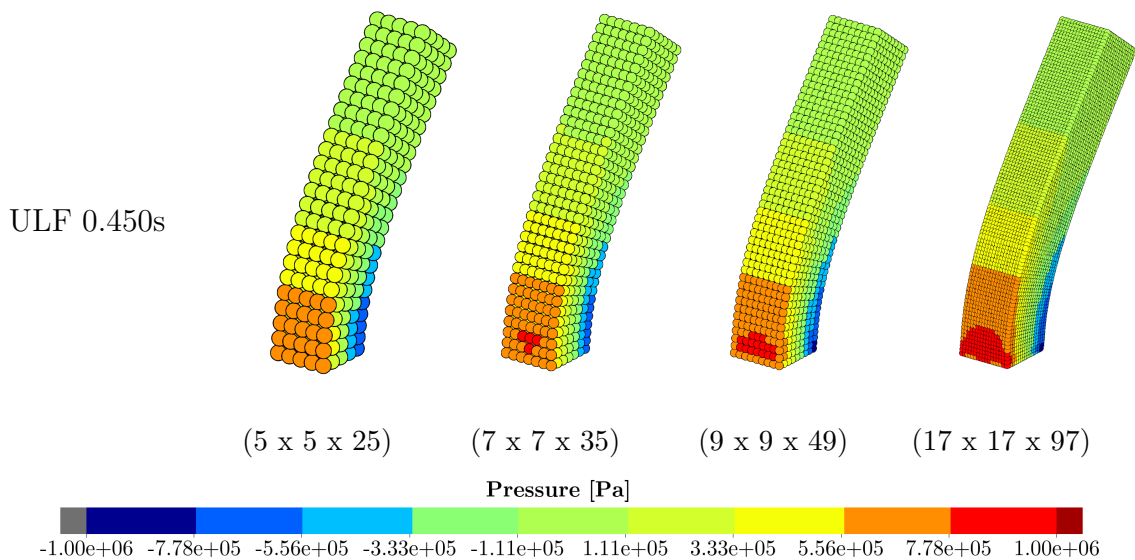 ULF 0.450s
(5 x 5 x 25) (7 x 7 x 35) (9 x 9 x 49) (17 x 17 x 97)
Pressure [Pa]
-1.00e+06 -7.78e+05 -5.56e+05 -3.33e+05 -1.11e+05 1.11e+05 3.33e+05 5.56e+05 7.78e+05 1.00e+06